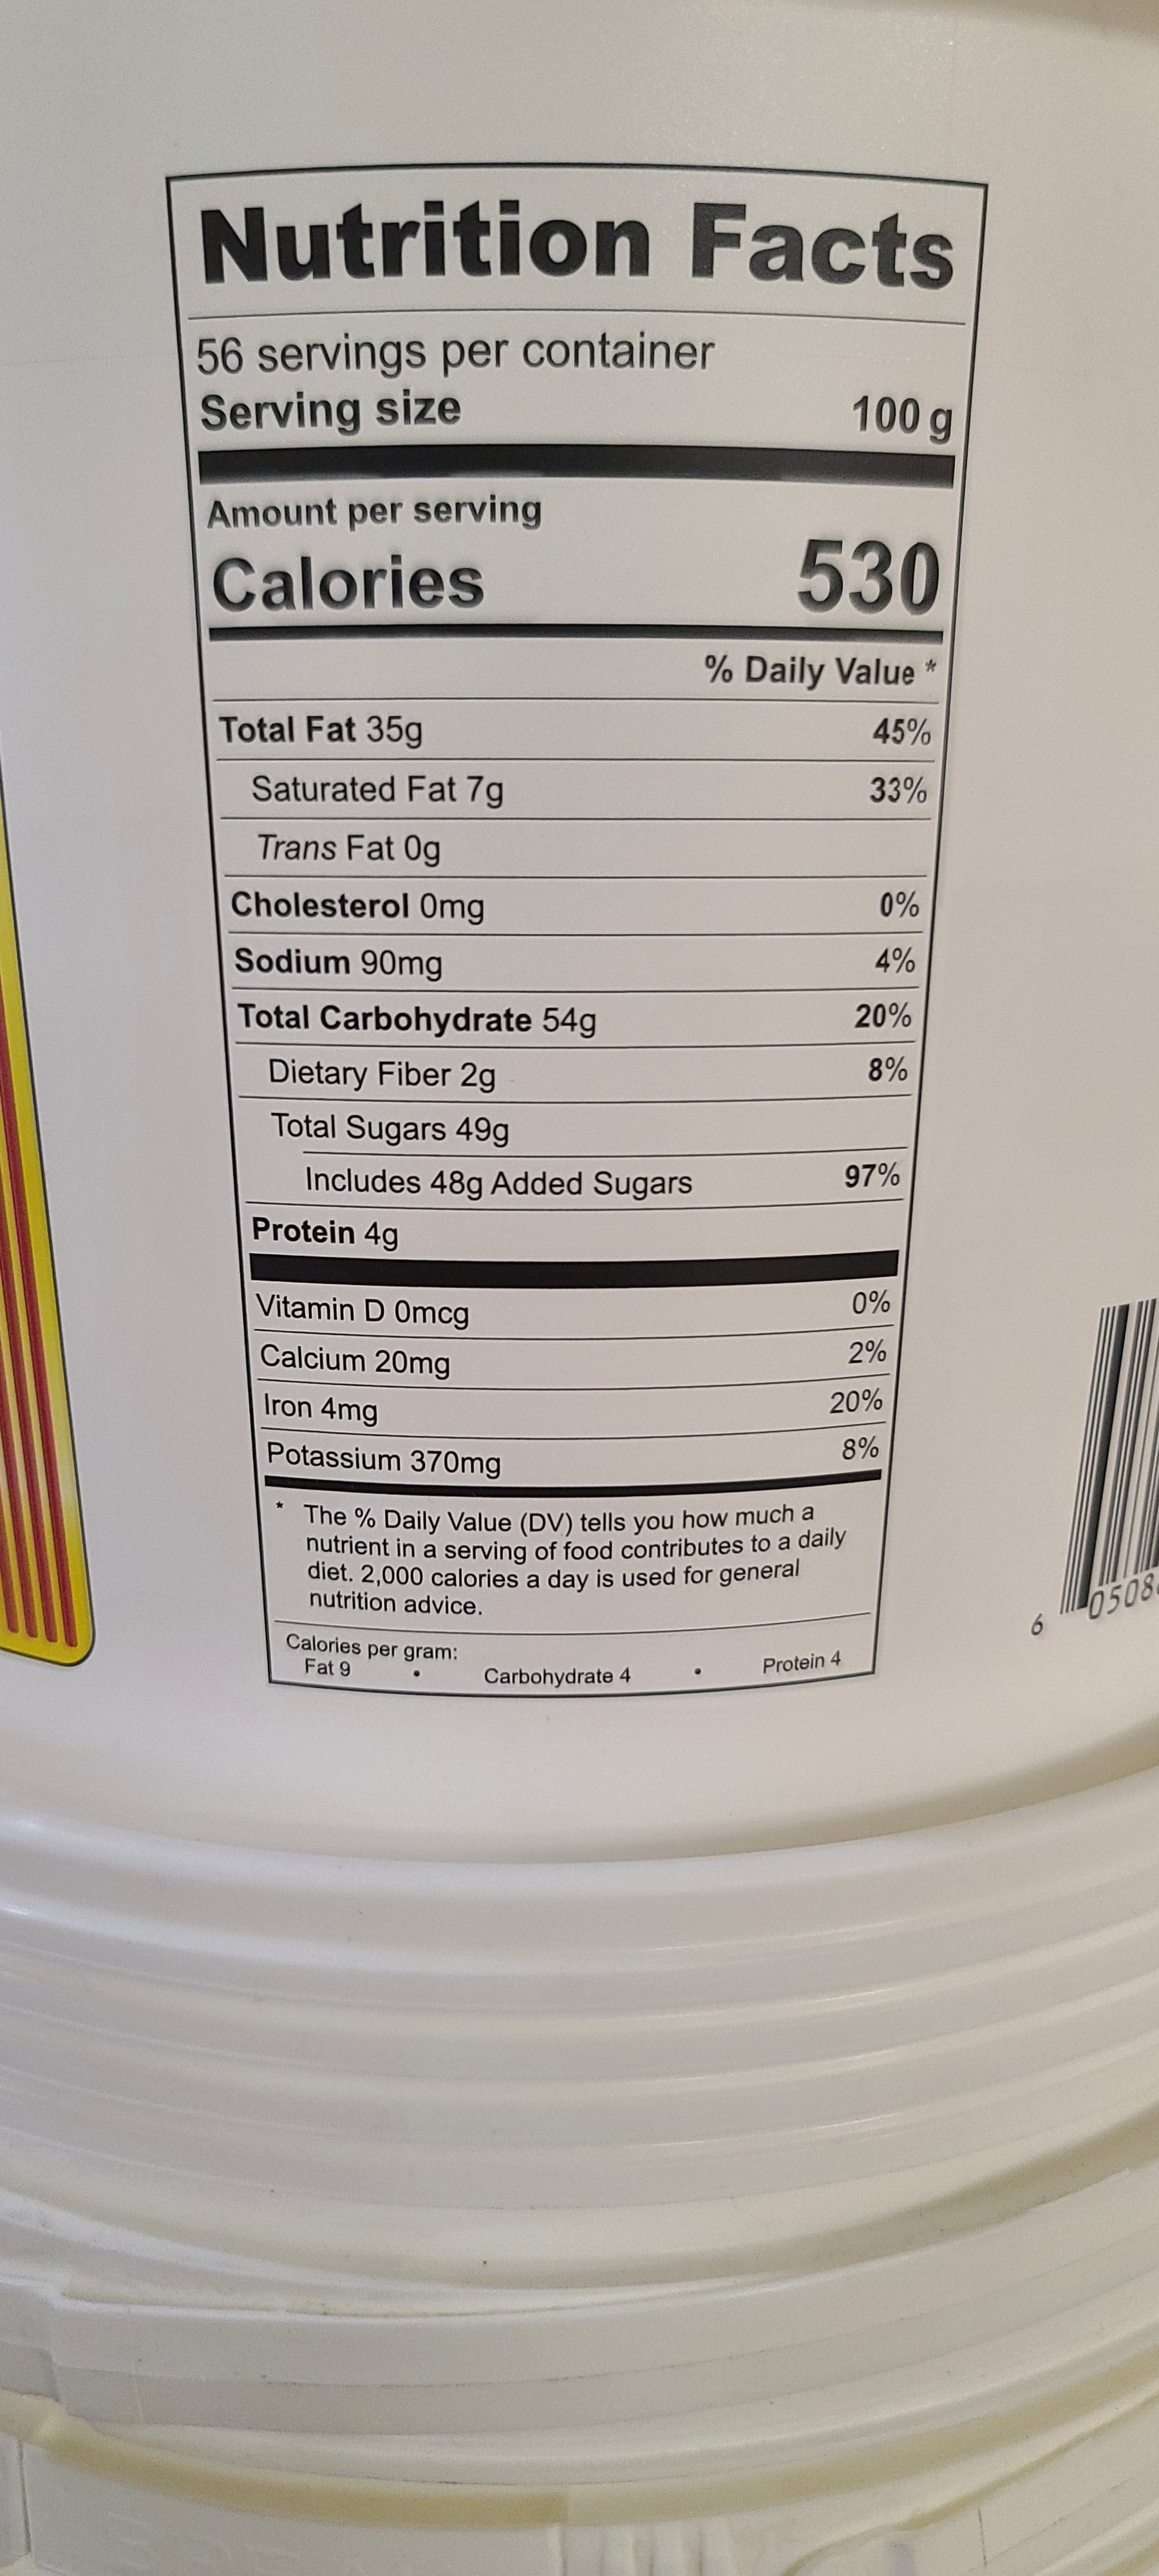 Nutrition Facts
56 servings per container
Serving size 100 g
Amount per serving
Calories 530
% Daily Value *
Total Fat 35g 45%
Saturated Fat 7g 33%
Trans Fat 0g
Cholesterol 0mg 0%
Sodium 90mg 4%
Total Carbohydrate 54g 20%
Dietary Fiber 2g 8%
Total Sugars 49g
Includes 48g Added Sugars 97%
Protein 4g
Vitamin D 0mcg 0%
Calcium 20mg 2%
Iron 4mg 20%
Potassium 370mg 8%
* The % Daily Value (DV) tells you how much a
nutrient in a serving of food contributes to a daily
diet. 2,000 calories a day is used for general
nutrition advice.
Calories per gram:
Fat 9 • Carbohydrate 4 • Protein 4
6 0508